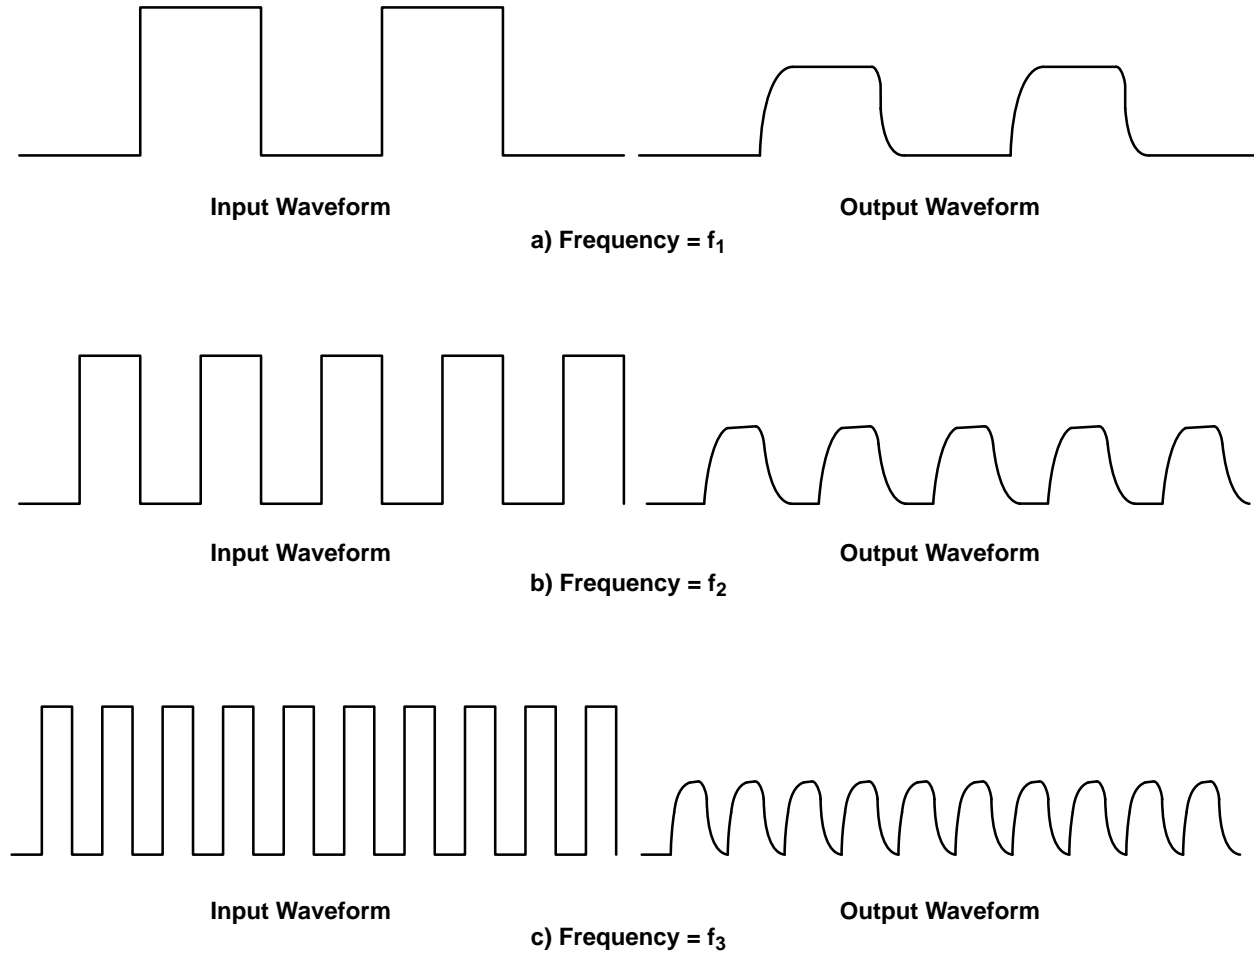 Input Waveform
Output Waveform
a) Frequency = f₁
Input Waveform
Output Waveform
b) Frequency = f₂
Input Waveform
Output Waveform
c) Frequency = f₃